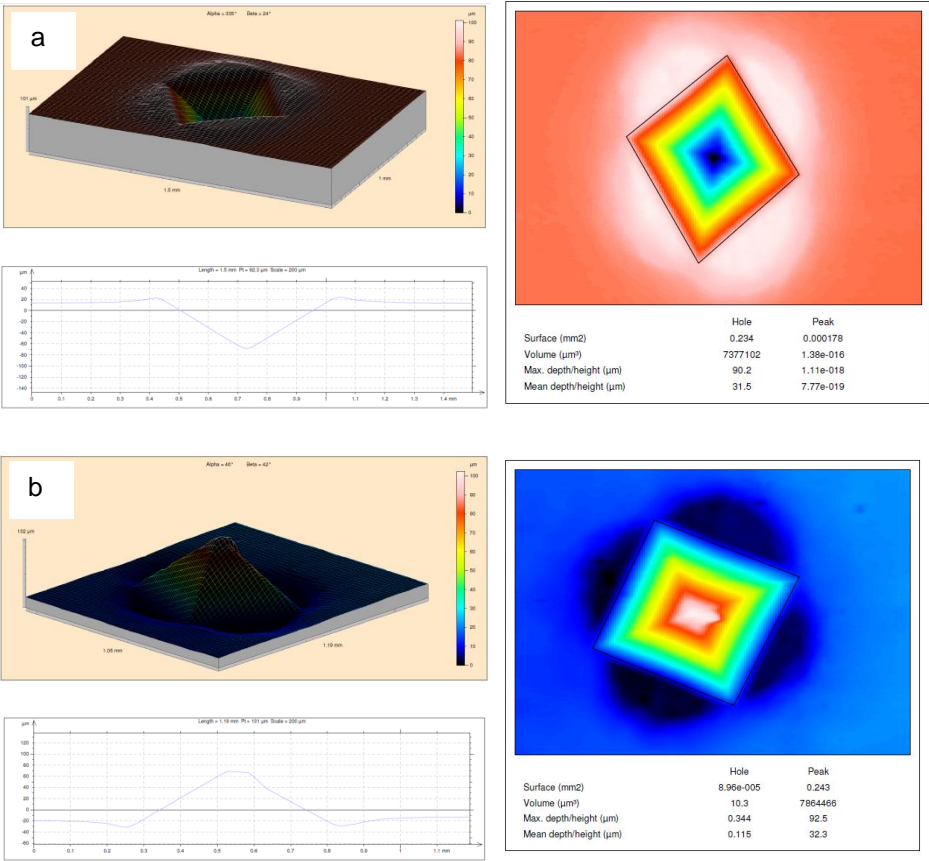 a
Alpha = 335° Beta = 24°
µm
100
90
80
70
60
50
40
30
20
10
0
101 µm
1.5 mm
1 mm
Length = 1.5 mm Pt = 92.3 µm Scale = 200 µm
µm
40
20
0
-20
-40
-60
-80
-100
-120
-140
0 0.1 0.2 0.3 0.4 0.5 0.6 0.7 0.8 0.9 1 1.1 1.2 1.3 1.4 mm
Hole Peak
Surface (mm2) 0.234 0.000178
Volume (µm³) 7377102 1.38e-016
Max. depth/height (µm) 90.2 1.11e-018
Mean depth/height (µm) 31.5 7.77e-019
b
Alpha = 46° Beta = 42°
µm
100
90
80
70
60
50
40
30
20
10
0
102 µm
1.06 mm
1.19 mm
Length = 1.19 mm Pt = 101 µm Scale = 200 µm
µm
120
100
80
60
40
20
0
-20
-40
-60
0 0.1 0.2 0.3 0.4 0.5 0.6 0.7 0.8 0.9 1 1.1 mm
Hole Peak
Surface (mm2) 8.96e-005 0.243
Volume (µm³) 10.3 7864466
Max. depth/height (µm) 0.344 92.5
Mean depth/height (µm) 0.115 32.3